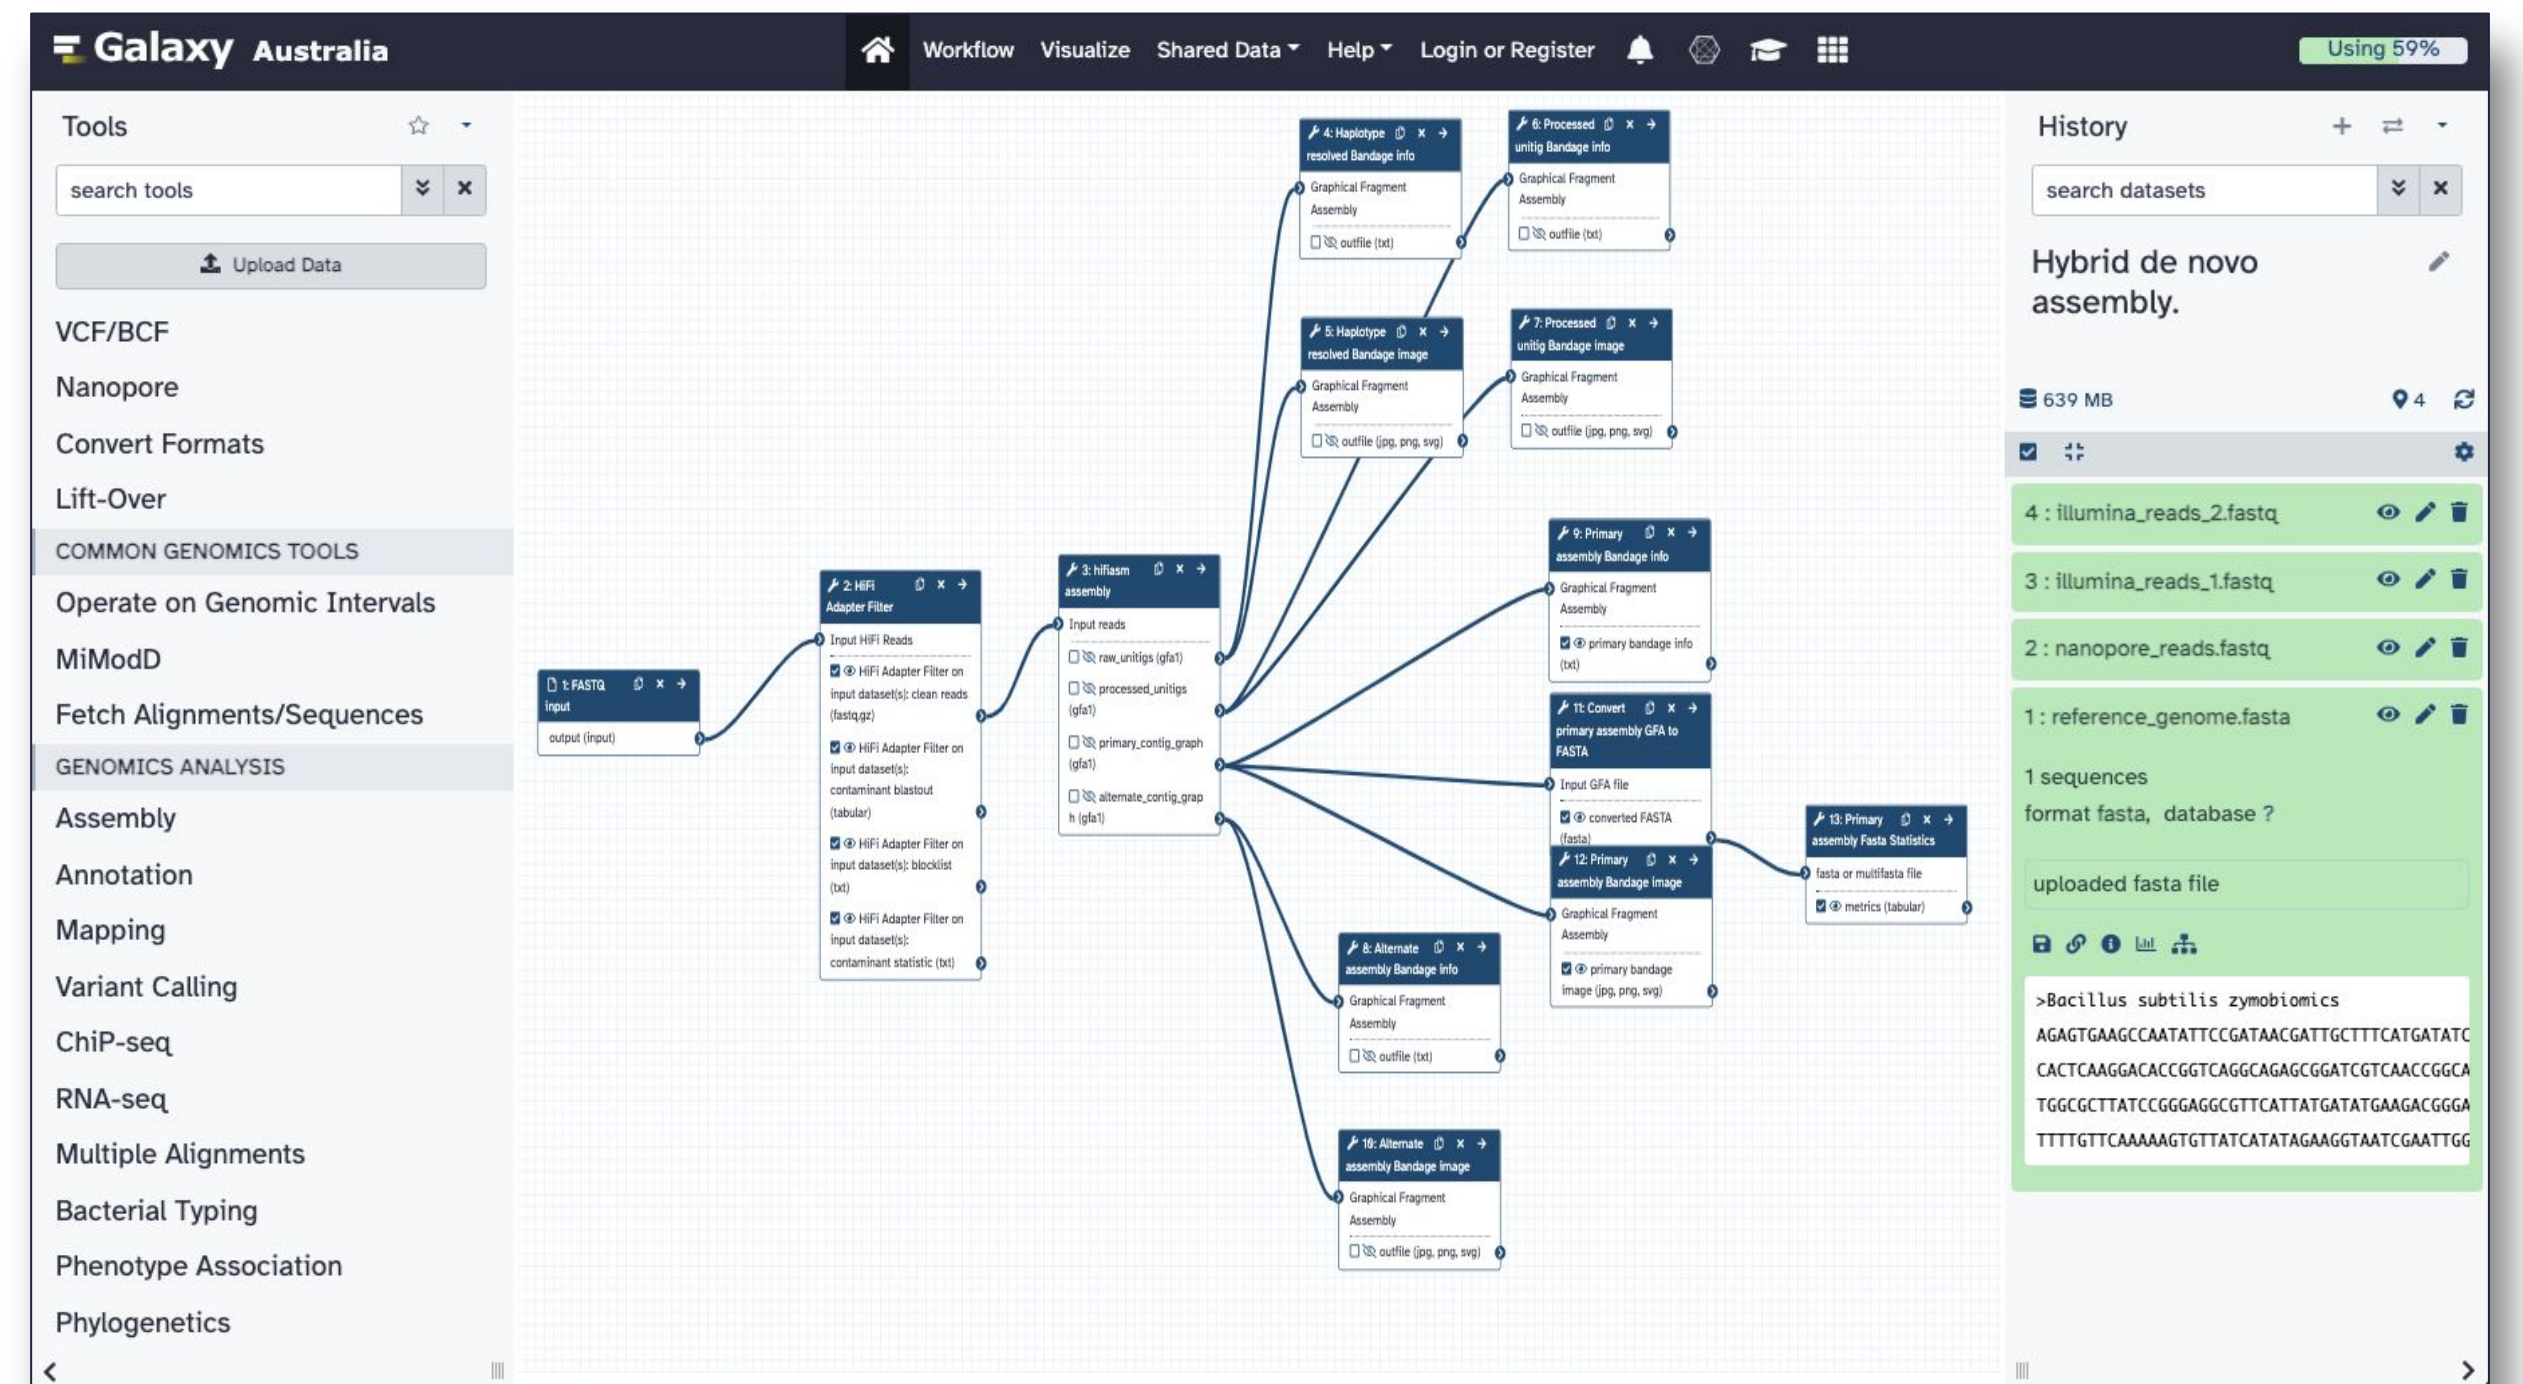 Galaxy Australia
Workflow Visualize Shared Data Help Login or Register
Using 59%
Tools
search tools
Upload Data
VCF/BCF
Nanopore
Convert Formats
Lift-Over
COMMON GENOMICS TOOLS
Operate on Genomic Intervals
MiModD
Fetch Alignments/Sequences
GENOMICS ANALYSIS
Assembly
Annotation
Mapping
Variant Calling
ChiP-seq
RNA-seq
Multiple Alignments
Bacterial Typing
Phenotype Association
Phylogenetics
1: FASTQ
input
output (input)
2: HiFi
Adapter Filter
Input HiFi Reads
HiFi Adapter Filter on
input dataset(s): clean reads
(fastq.gz)
HiFi Adapter Filter on
input dataset(s):
contaminant blastout
(tabular)
HiFi Adapter Filter on
input dataset(s): blocklist
(txt)
HiFi Adapter Filter on
input dataset(s):
contaminant statistic (txt)
3: hifiasm
assembly
Input reads
raw_unitigs (gfa1)
processed_unitigs
(gfa1)
primary_contig_graph
(gfa1)
alternate_contig_grap
h (gfa1)
4: Haplotype
resolved Bandage info
Graphical Fragment
Assembly
outfile (txt)
6: Processed
unitig Bandage info
Graphical Fragment
Assembly
outfile (txt)
5: Haplotype
resolved Bandage image
Graphical Fragment
Assembly
outfile (jpg, png, svg)
7: Processed
unitig Bandage image
Graphical Fragment
Assembly
outfile (jpg, png, svg)
9: Primary
assembly Bandage info
Graphical Fragment
Assembly
primary bandage info
(txt)
11: Convert
primary assembly GFA to
FASTA
Input GFA file
converted FASTA
(fasta)
12: Primary
assembly Bandage image
Graphical Fragment
Assembly
primary bandage
image (jpg, png, svg)
13: Primary
assembly Fasta Statistics
fasta or multifasta file
metrics (tabular)
8: Alternate
assembly Bandage info
Graphical Fragment
Assembly
outfile (txt)
10: Alternate
assembly Bandage image
Graphical Fragment
Assembly
outfile (jpg, png, svg)
History
search datasets
Hybrid de novo
assembly.
639 MB 4
4 : illumina_reads_2.fastq
3 : illumina_reads_1.fastq
2 : nanopore_reads.fastq
1 : reference_genome.fasta
1 sequences
format fasta, database ?
uploaded fasta file
>Bacillus subtilis zymobiomics
AGAGTGAAGCCAATATTCCGATAACGATTGCTTTCATGATATC
CACTCAAGGACACCGGTCAGGCAGAGCGGATCGTCAACCGGCA
TGGCGCTTATCCGGGAGGCGTTCATTATGATATGAAGACGGGA
TTTTGTTCAAAAAGTGTTATCATATAGAAGGTAATCGAATTGG